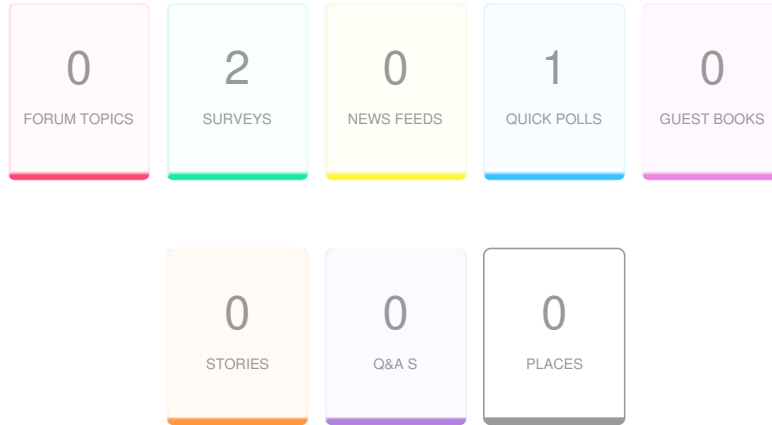 0 2 0 1 0
FORUM TOPICS SURVEYS NEWS FEEDS QUICK POLLS GUEST BOOKS
0 0 0
STORIES Q&A S PLACES